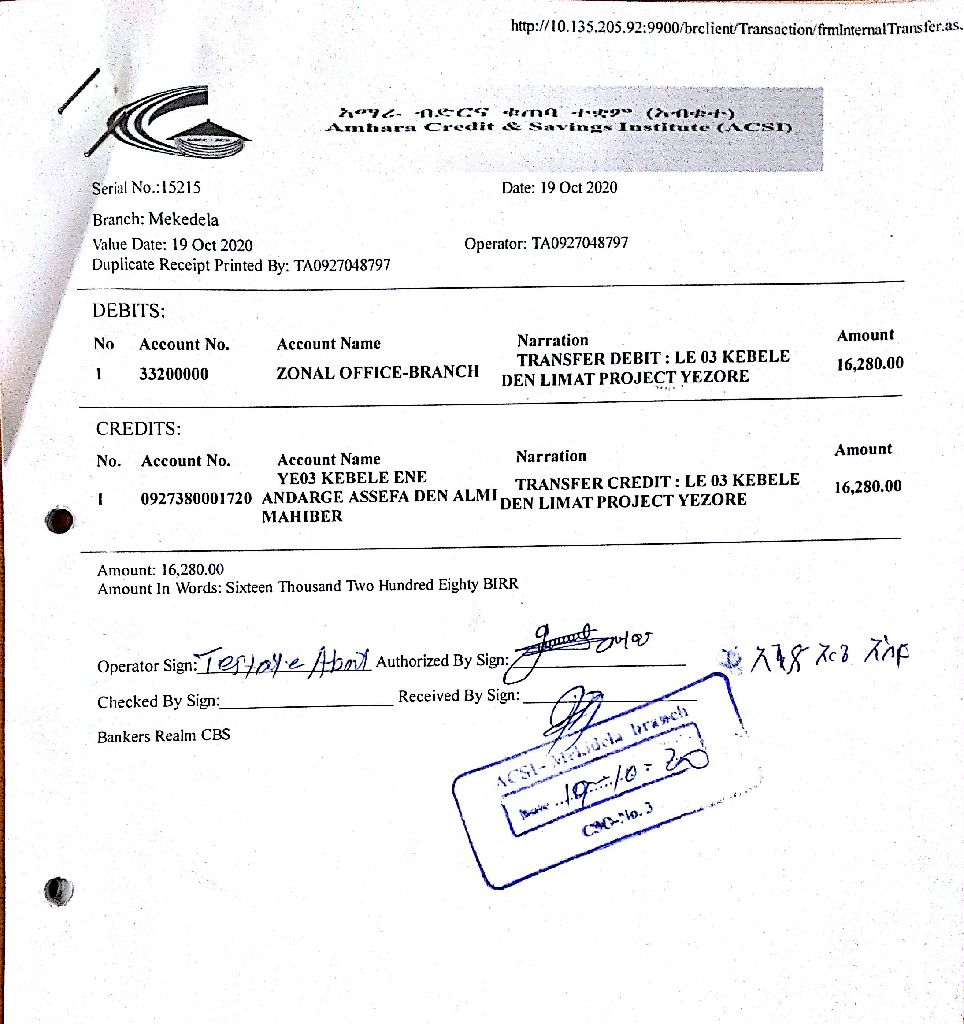 http://10.135.205.92:9900/brclient/Transaction/frmInternalTransfer.as
አማራ ብድርና ቁጠባ ተቋም (አብቁተ)
Amhara Credit & Savings Institute (ACSI)
Serial No.:15215 Date: 19 Oct 2020
Branch: Mekedela
Value Date: 19 Oct 2020 Operator: TA0927048797
Duplicate Receipt Printed By: TA0927048797
DEBITS:
No Account No. Account Name Narration Amount
1 33200000 ZONAL OFFICE-BRANCH TRANSFER DEBIT : LE 03 KEBELE 16,280.00
DEN LIMAT PROJECT YEZORE
CREDITS:
No. Account No. Account Name Narration Amount
YE03 KEBELE ENE
1 0927380001720 ANDARGE ASSEFA DEN ALMI TRANSFER CREDIT : LE 03 KEBELE 16,280.00
MAHIBER DEN LIMAT PROJECT YEZORE
Amount: 16,280.00
Amount In Words: Sixteen Thousand Two Hundred Eighty BIRR
Operator Sign: Authorized By Sign:
Checked By Sign: Received By Sign:
Bankers Realm CBS
ACSI- Mekedela branch
Date 19-10-20
CSO-No. 3